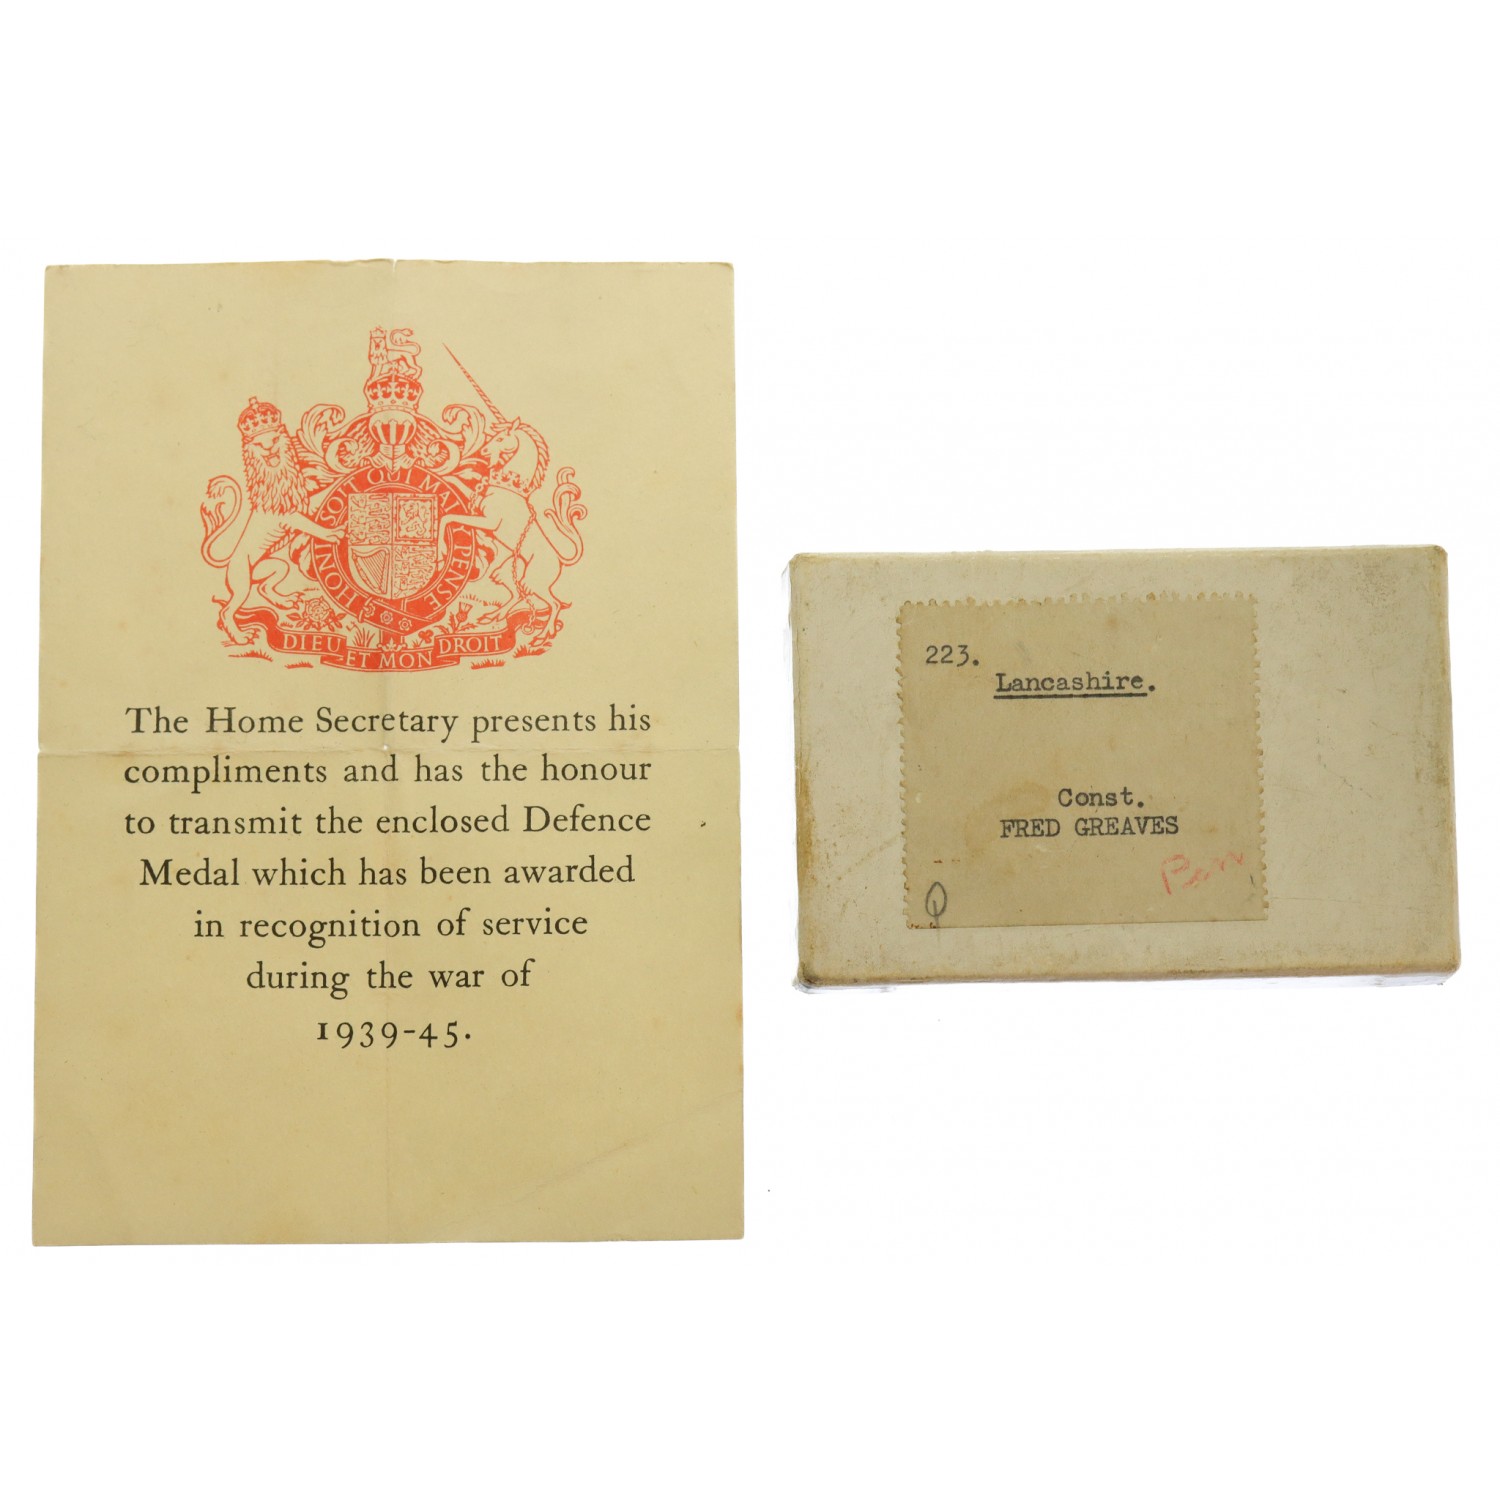 HONI SOIT QUI MAL Y PENSE
DIEU ET MON DROIT
The Home Secretary presents his
compliments and has the honour
to transmit the enclosed Defence
Medal which has been awarded
in recognition of service
during the war of
1939-45.
223.
Lancashire.
Const.
FRED GREAVES